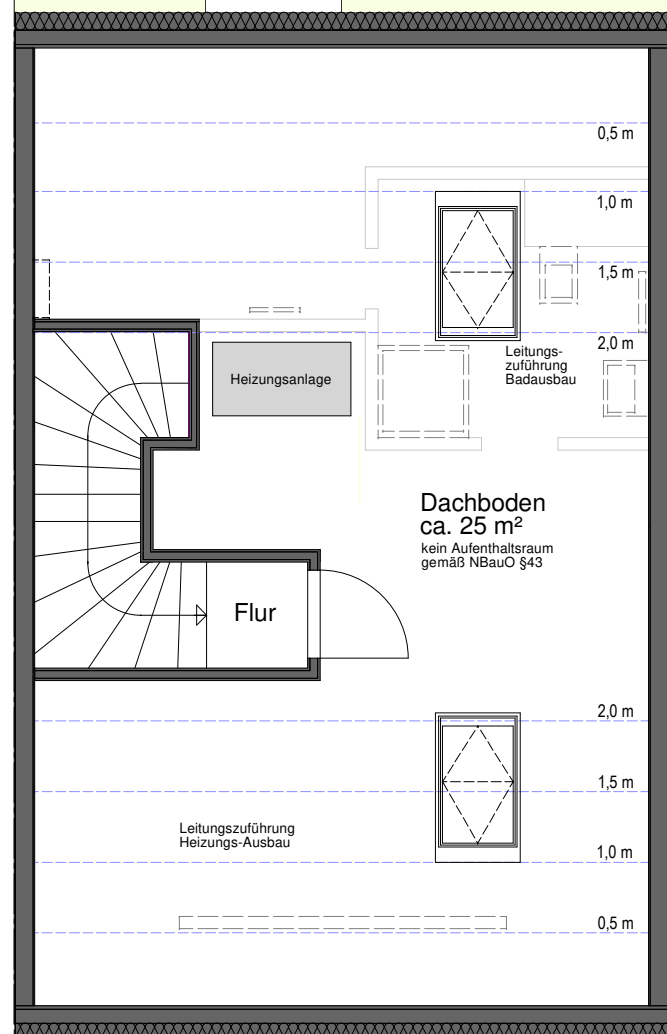 0,5 m
1,0 m
1,5 m
2,0 m
Leitungs-
zuführung
Badausbau
Heizungsanlage
Dachboden
ca. 25 m²
kein Aufenthaltsraum
gemäß NBauO §43
Flur
2,0 m
1,5 m
Leitungszuführung
Heizungs-Ausbau
1,0 m
0,5 m